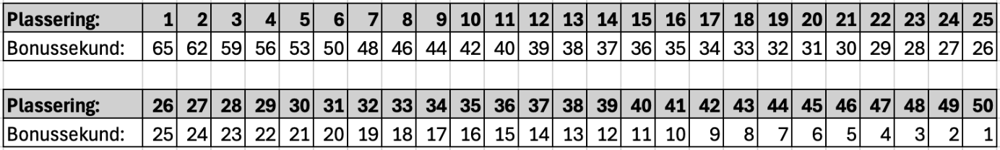 Plassering: 1 2 3 4 5 6 7 8 9 10 11 12 13 14 15 16 17 18 19 20 21 22 23 24 25
Bonussekund: 65 62 59 56 53 50 48 46 44 42 40 39 38 37 36 35 34 33 32 31 30 29 28 27 26
Plassering: 26 27 28 29 30 31 32 33 34 35 36 37 38 39 40 41 42 43 44 45 46 47 48 49 50
Bonussekund: 25 24 23 22 21 20 19 18 17 16 15 14 13 12 11 10 9 8 7 6 5 4 3 2 1